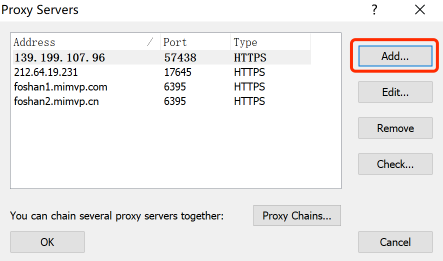 Proxy Servers
Address / Port Type
139.199.107.96 57438 HTTPS
212.64.19.231 17645 HTTPS
foshan1.mimvp.com 6395 HTTPS
foshan2.mimvp.cn 6395 HTTPS
Add...
Edit...
Remove
Check...
You can chain several proxy servers together: Proxy Chains...
OK Cancel